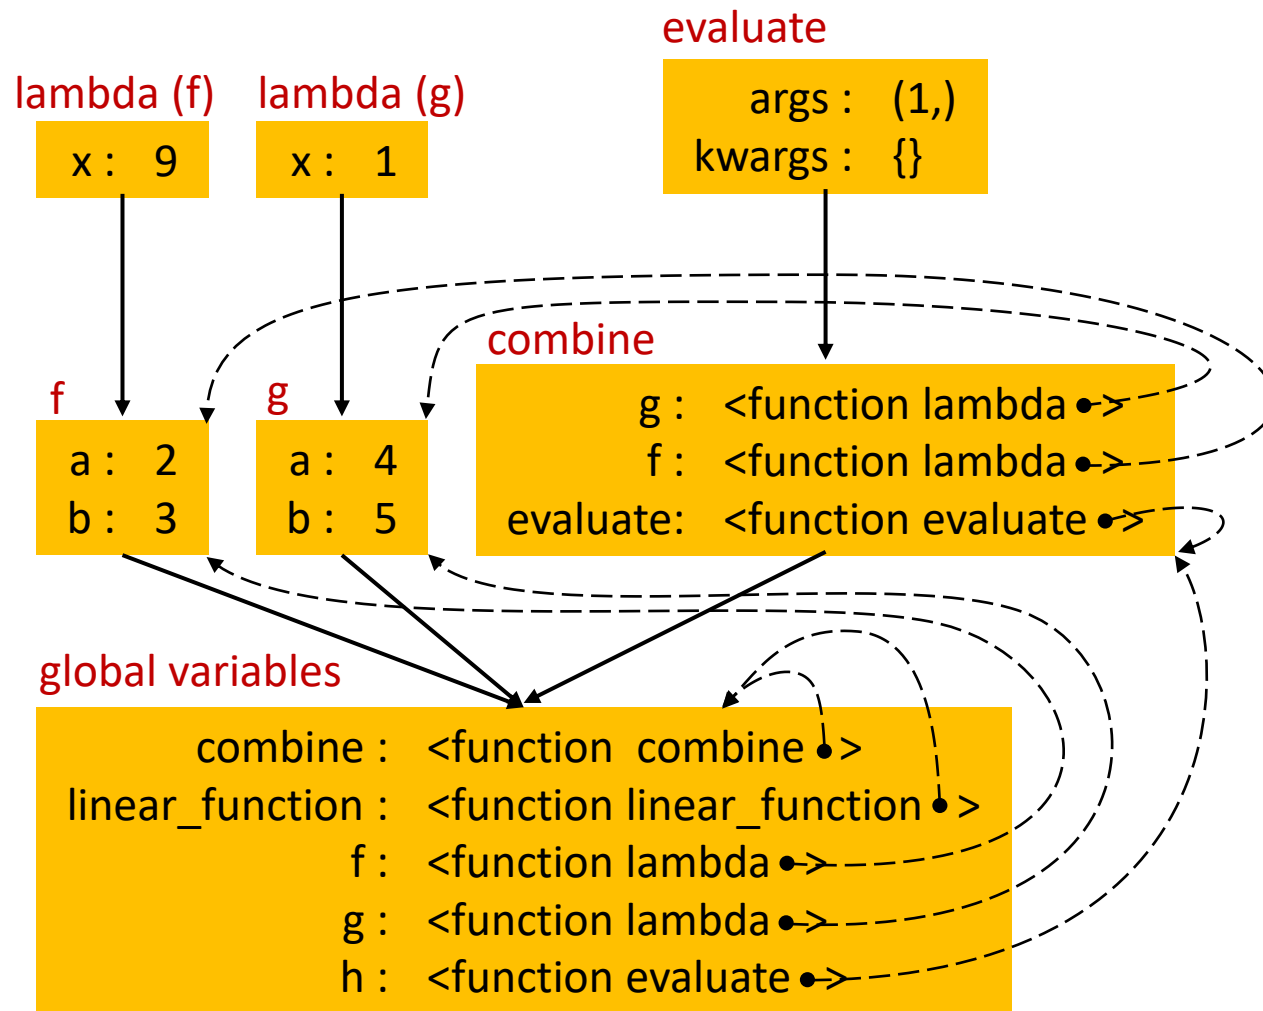 evaluate
args : (1,)
kwargs : {}
lambda (f)
x : 9
lambda (g)
x : 1
combine
g : <function lambda >
f : <function lambda >
evaluate: <function evaluate >
f
a : 2
b : 3
g
a : 4
b : 5
global variables
combine : <function combine >
linear_function : <function linear_function >
f : <function lambda >
g : <function lambda >
h : <function evaluate >